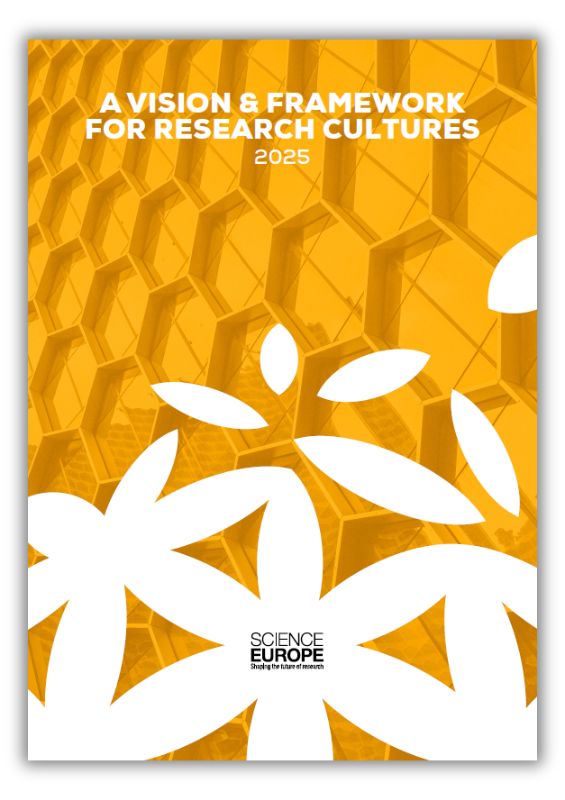 A VISION & FRAMEWORK
FOR RESEARCH CULTURES
2025
SCIENCE
EUROPE
Shaping the future of research